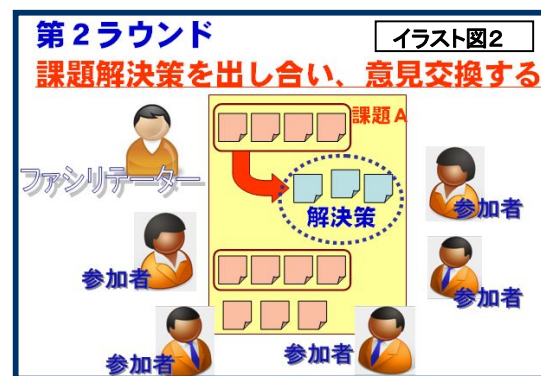 第2ラウンド
イラスト図2
課題解決策を出し合い、意見交換する
課題A
ファシリテーター
解決策
参加者
参加者
参加者
参加者
参加者